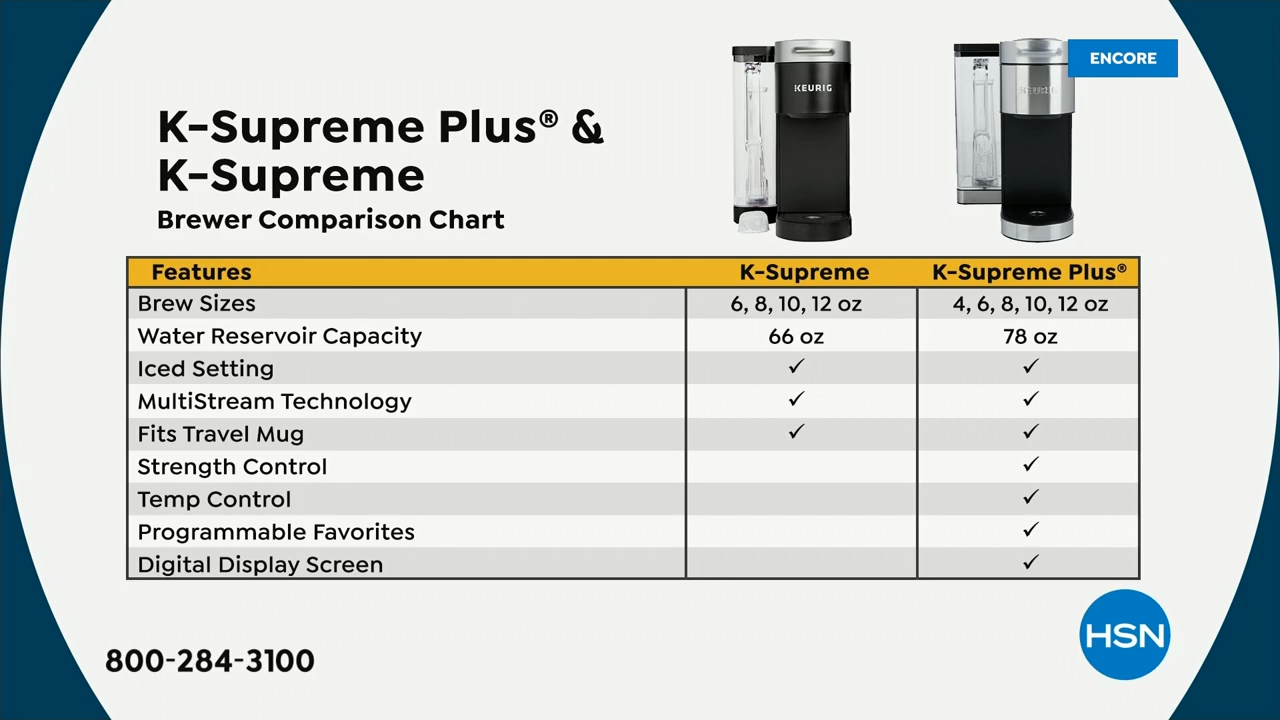 ENCORE
KEURIG
KEURIG
K-Supreme Plus® &
K-Supreme
Brewer Comparison Chart
Features K-Supreme K-Supreme Plus®
Brew Sizes 6, 8, 10, 12 oz 4, 6, 8, 10, 12 oz
Water Reservoir Capacity 66 oz 78 oz
Iced Setting ✓ ✓
MultiStream Technology ✓ ✓
Fits Travel Mug ✓ ✓
Strength Control ✓
Temp Control ✓
Programmable Favorites ✓
Digital Display Screen ✓
800-284-3100
HSN